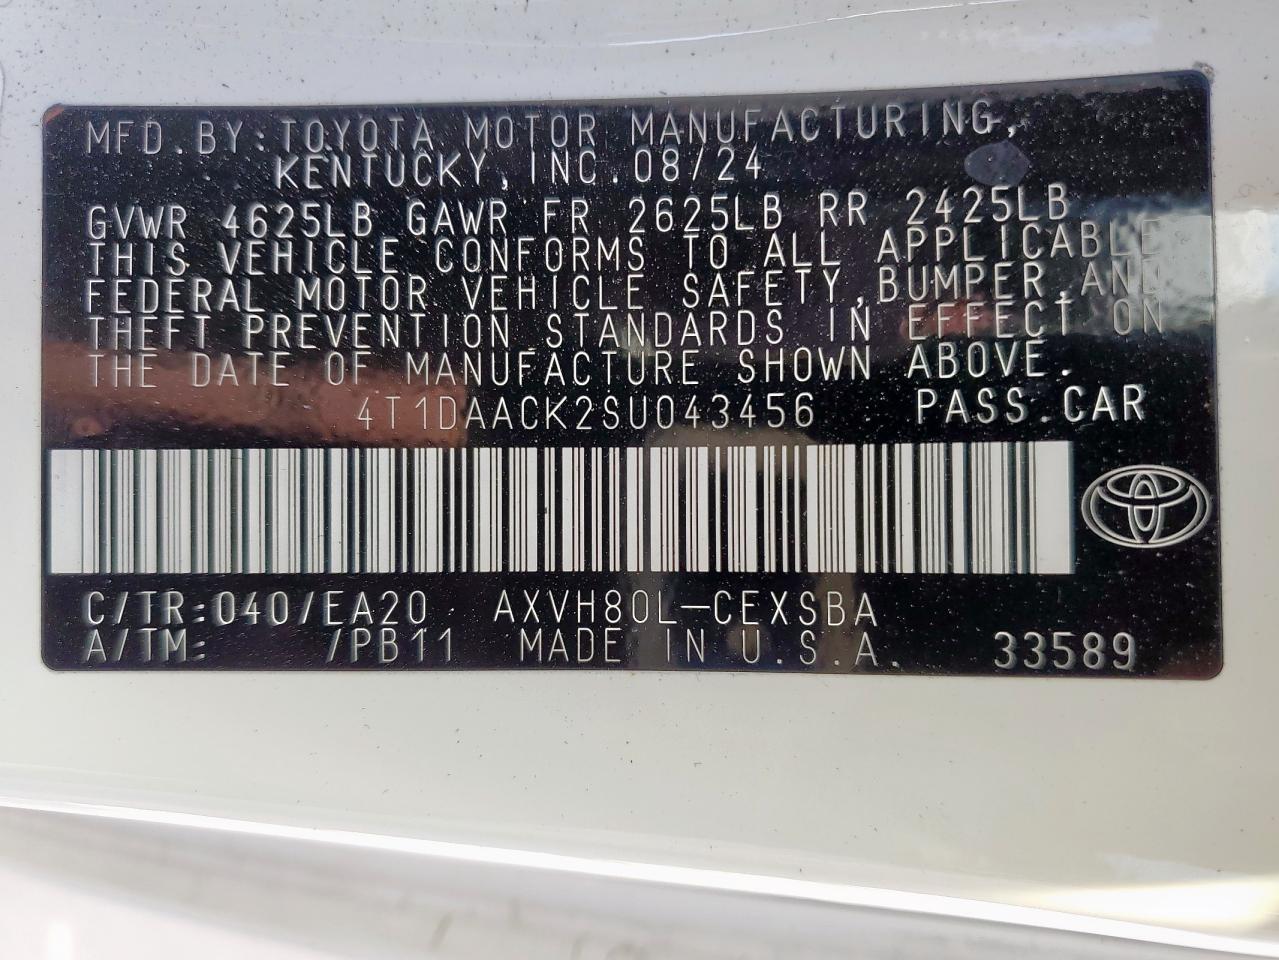 MFD.BY:TOYOTA MOTOR MANUFACTURING,
KENTUCKY,INC.08/24
GVWR 4625LB GAWR FR 2625LB RR 2425LB
THIS VEHICLE CONFORMS TO ALL APPLICABLE
FEDERAL MOTOR VEHICLE SAFETY,BUMPER,AND
THEFT PREVENTION STANDARDS IN EFFECT ON
THE DATE OF MANUFACTURE SHOWN ABOVE.
4T1DAACK2SU043456 PASS.CAR
C/TR:040/EA20 AXVH80L-CEXSBA
A/TM: /PB11 MADE IN U.S.A. 33589